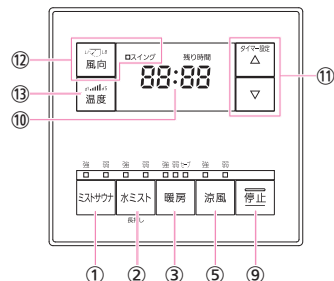 ⑫ 風向 ロスイング 残り時間 タイマー設定
88:88 △ ⑪
⑬ 温度 ▽
⑩
強 弱 強 弱 強 弱 セーブ 強 弱
ミストサウナ 水ミスト 暖房 涼風 停止
長押し
① ② ③ ⑤ ⑨